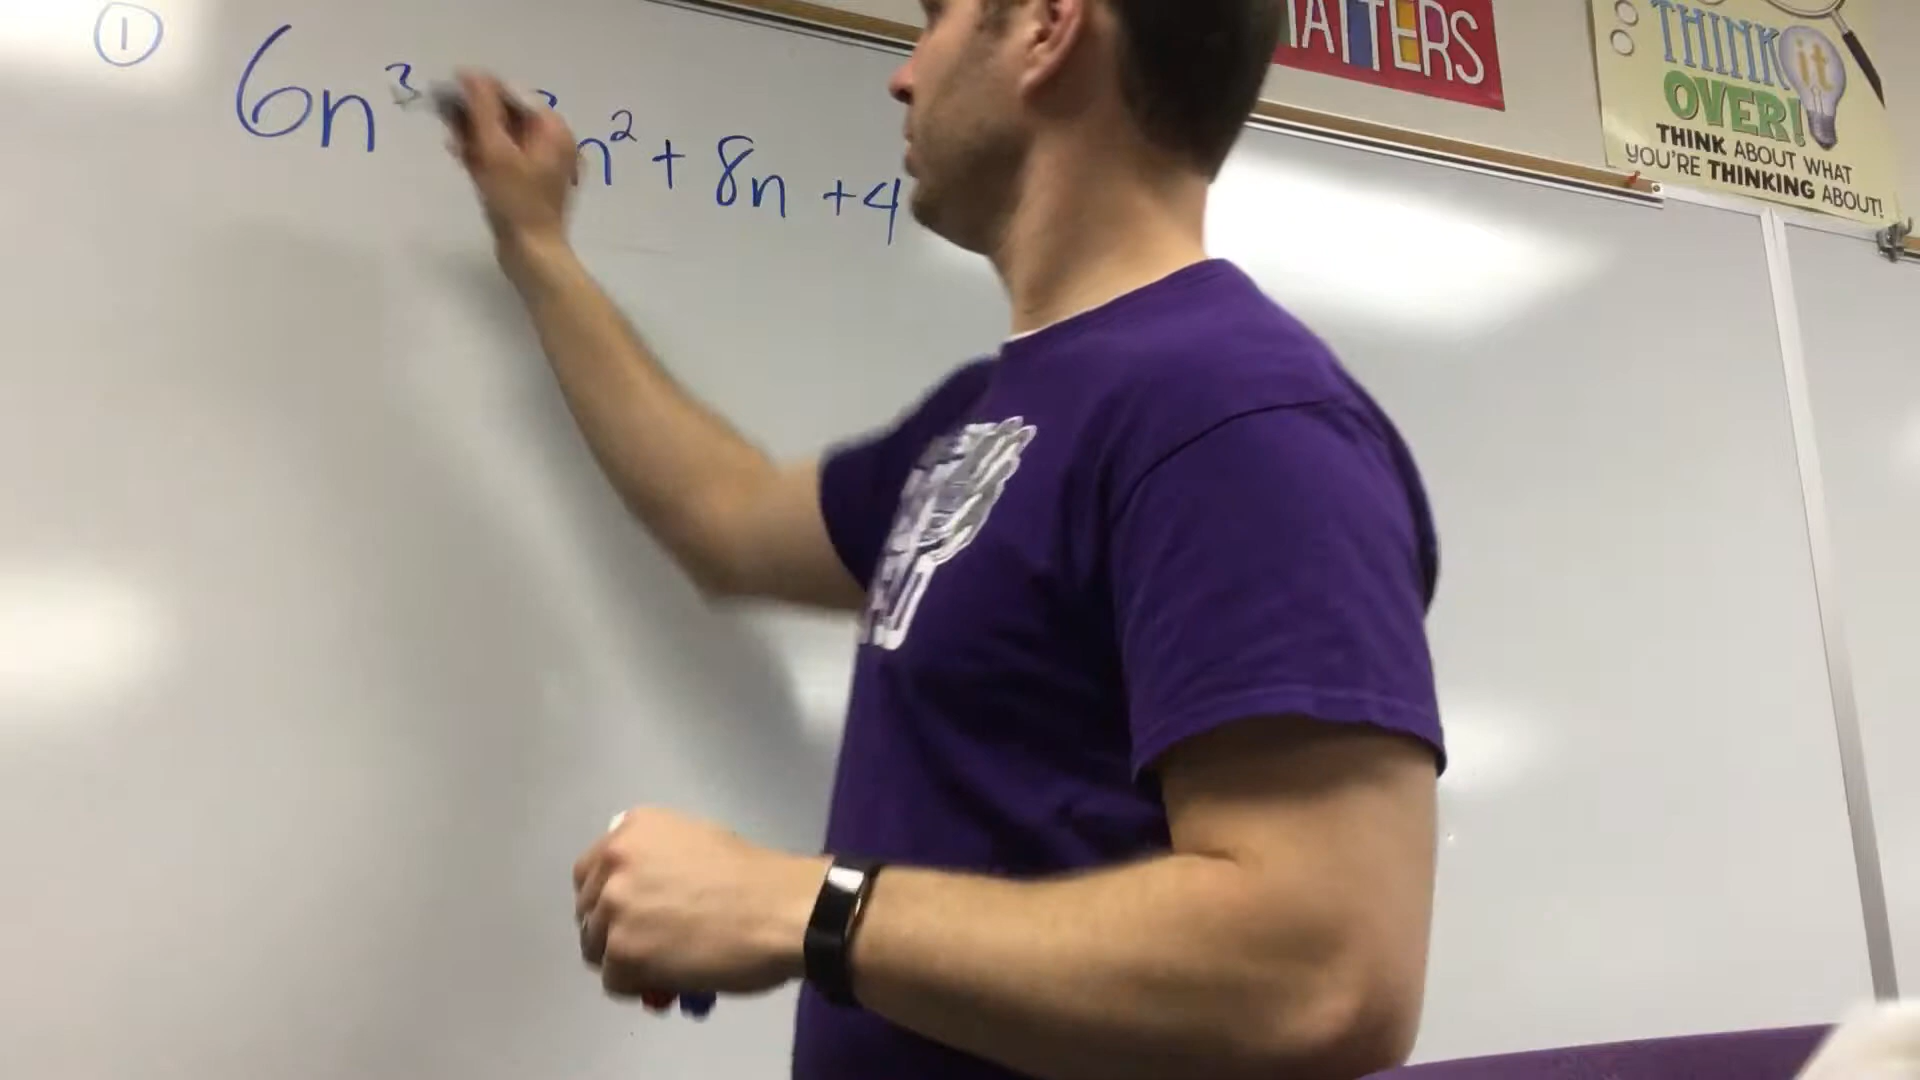 ① 6n³ n² + 8n + 4
MATTERS
THINK it
OVER!
THINK ABOUT WHAT
YOU'RE THINKING ABOUT!